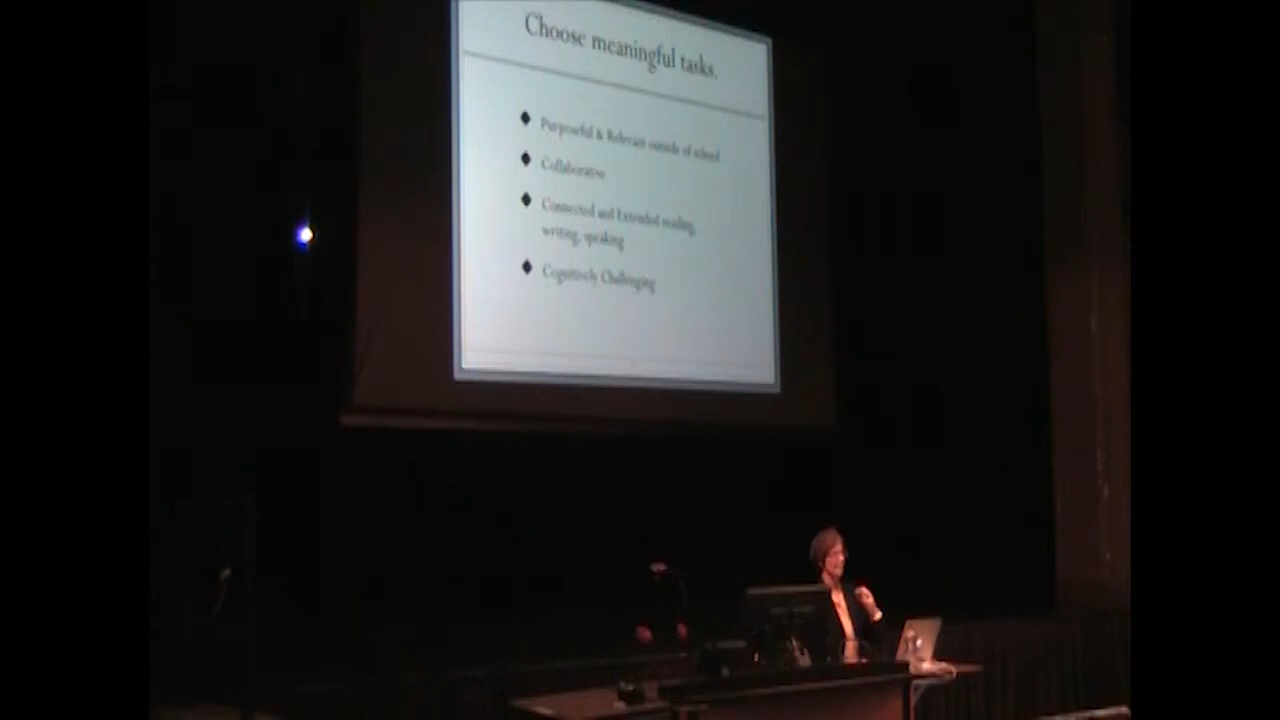 Choose meaningful tasks.
Purposeful & Relevant outside of school
Collaborative
Connected and Extended reading,
writing, speaking
Cognitively Challenging